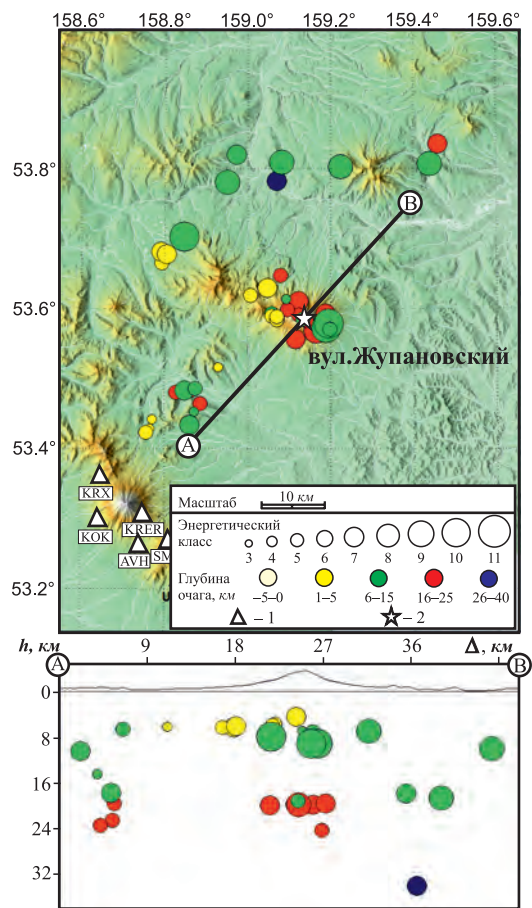 158.6° 158.8° 159.0° 159.2° 159.4° 159.6°
53.8°
B
53.6°
вул.Жупановский
53.4°
A
KRX
KOK
KRER
AVH
SM
53.2°
Масштаб 10 км
Энергетический
класс
3 4 5 6 7 8 9 10 11
Глубина
очага, км
–5–0 1–5 6–15 16–25 26–40
– 1 – 2
h, км 9 18 27 36 Δ, км
A B
0
8
16
24
32